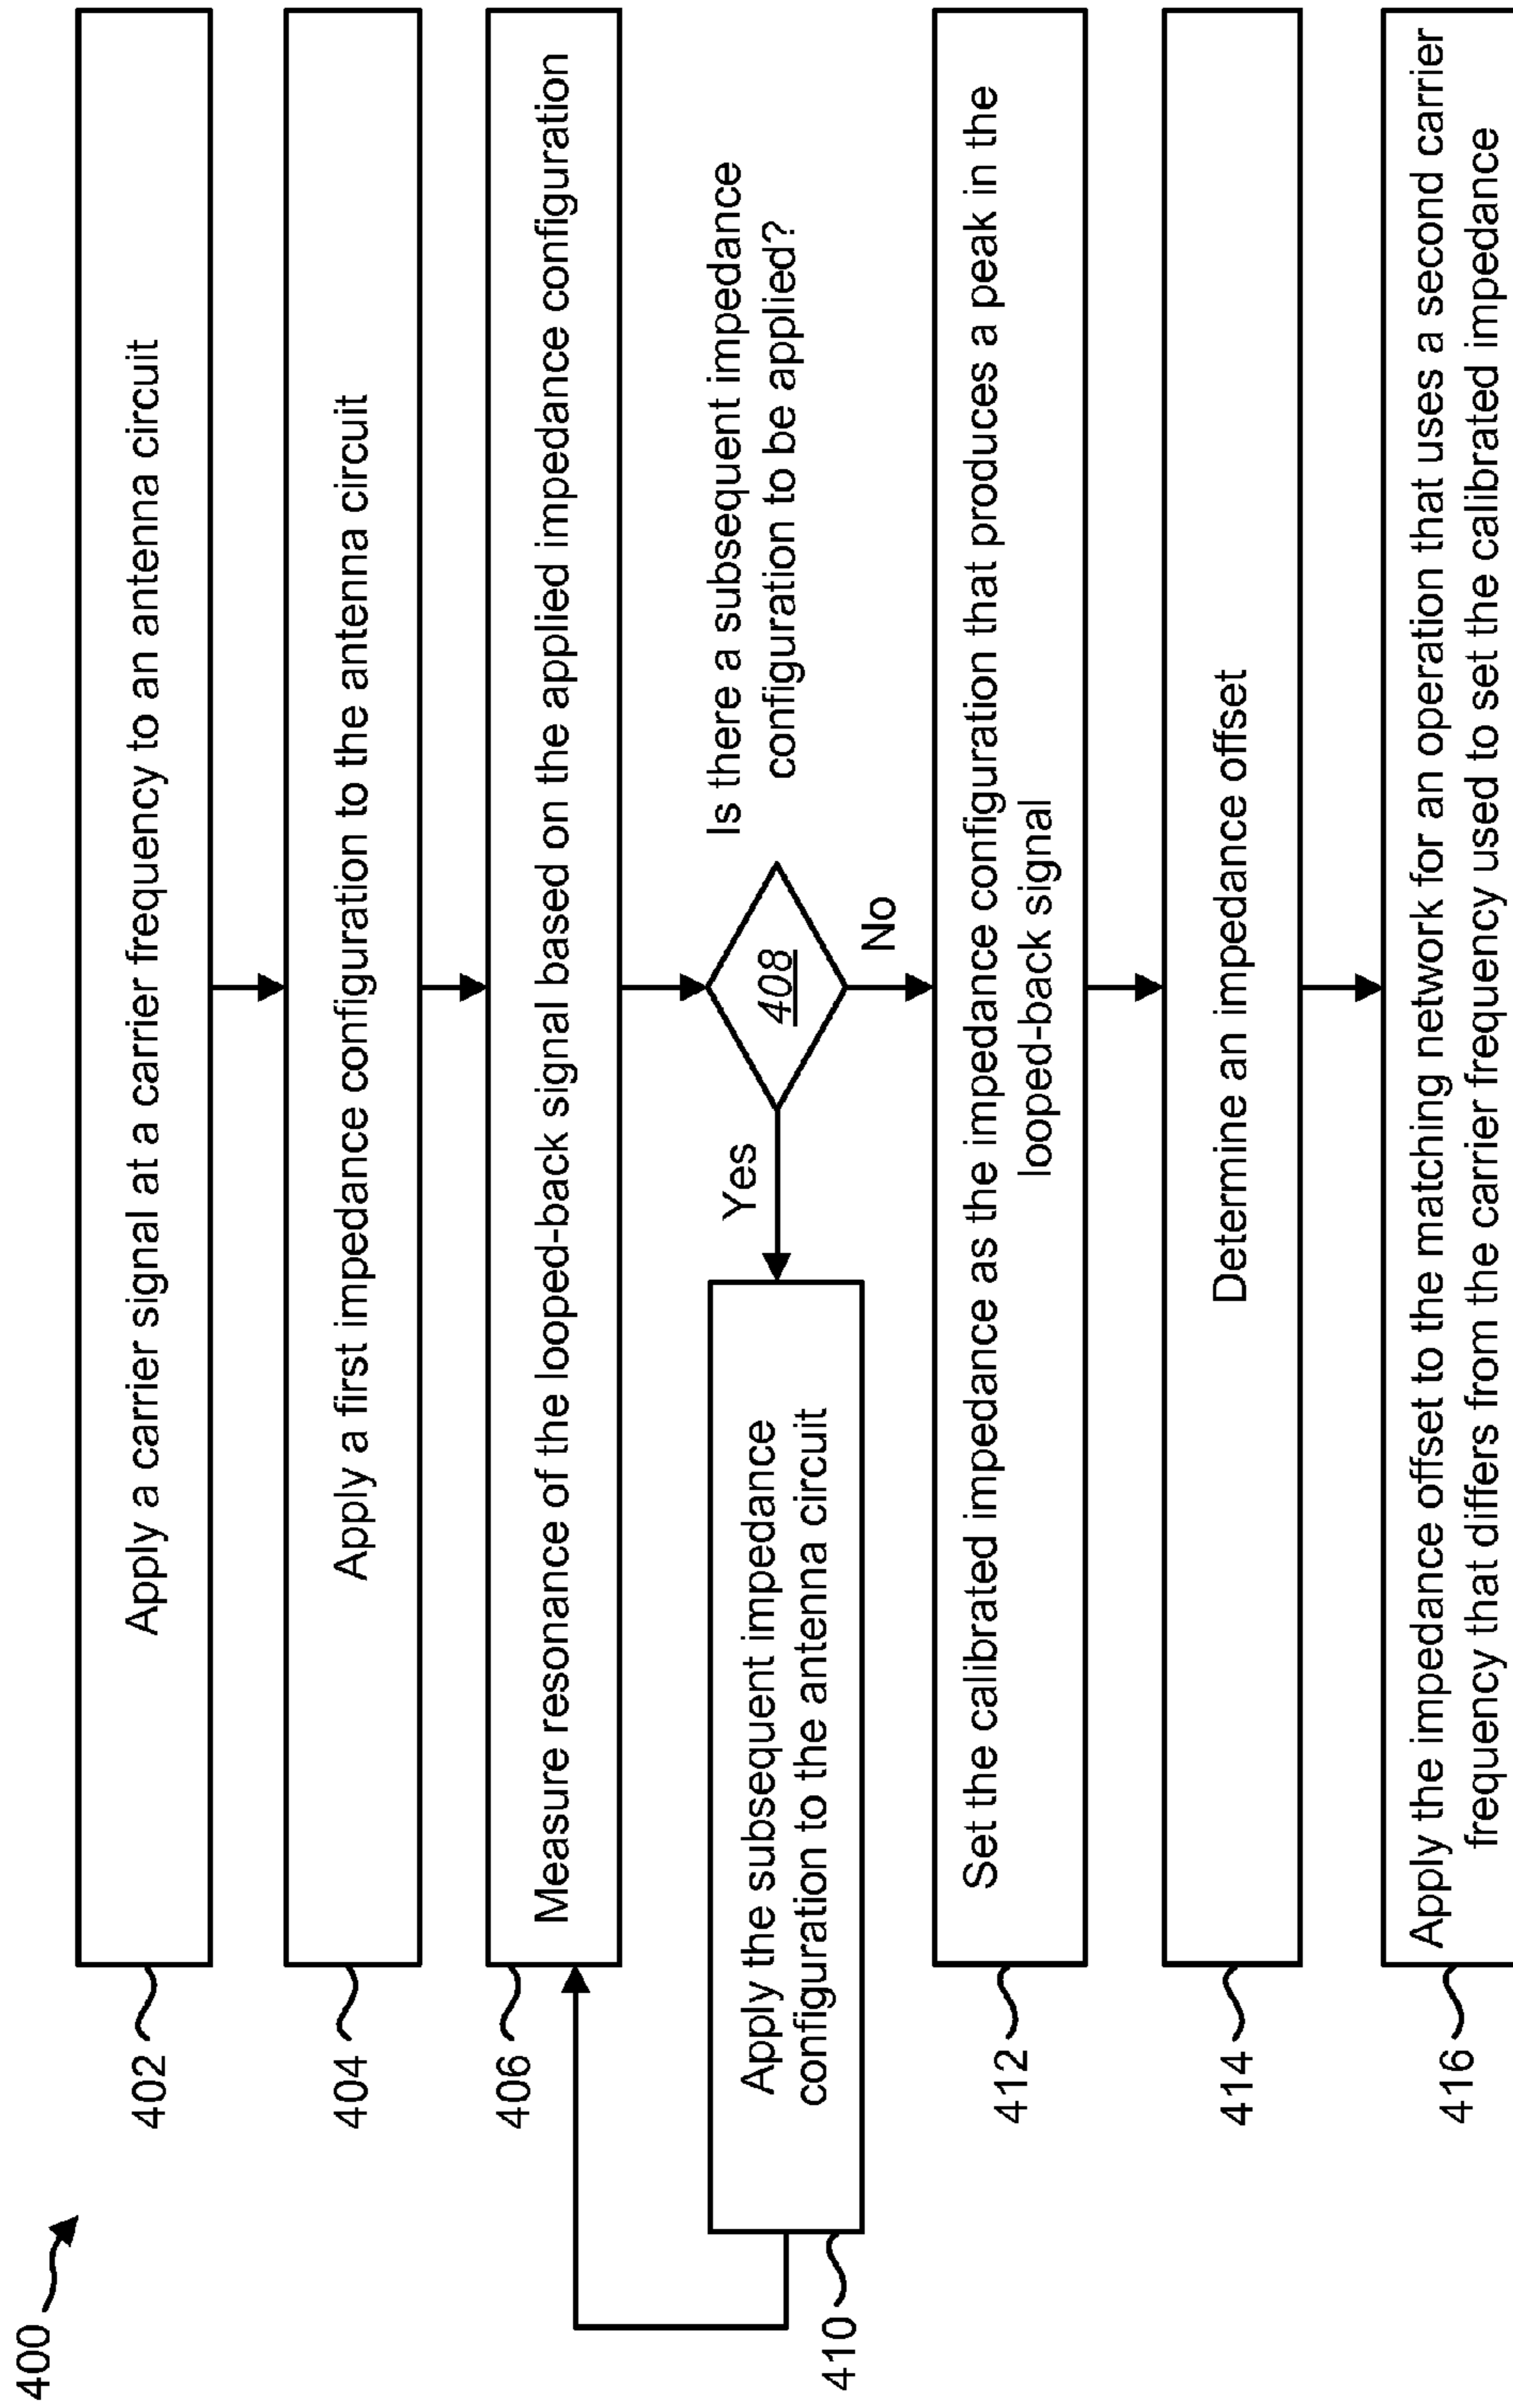 400
402
Apply a carrier signal at a carrier frequency to an antenna circuit
404
Apply a first impedance configuration to the antenna circuit
406
Measure resonance of the looped-back signal based on the applied impedance configuration
Is there a subsequent impedance
configuration to be applied?
408
Yes
No
410
Apply the subsequent impedance
configuration to the antenna circuit
412
Set the calibrated impedance as the impedance configuration that produces a peak in the
looped-back signal
414
Determine an impedance offset
416
Apply the impedance offset to the matching network for an operation that uses a second carrier
frequency that differs from the carrier frequency used to set the calibrated impedance